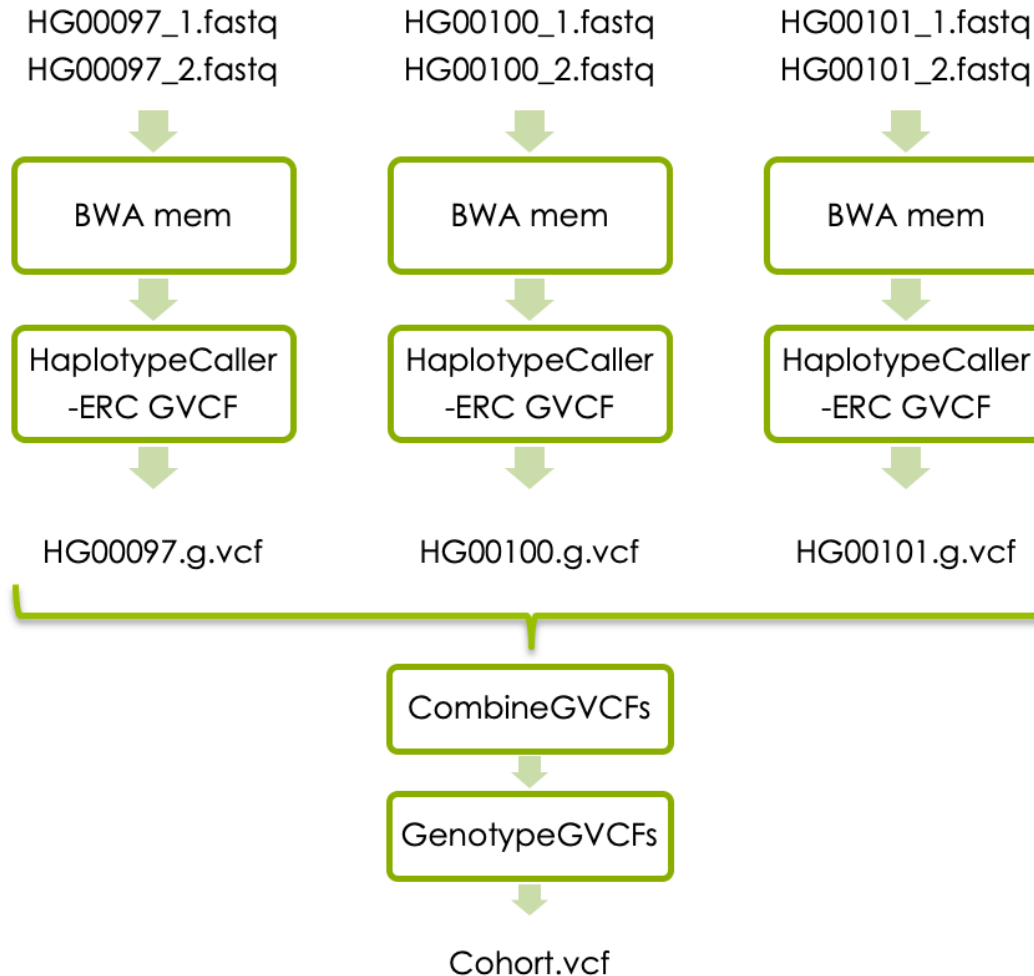 HG00097_1.fastq
HG00097_2.fastq
HG00100_1.fastq
HG00100_2.fastq
HG00101_1.fastq
HG00101_2.fastq
BWA mem
BWA mem
BWA mem
HaplotypeCaller
-ERC GVCF
HaplotypeCaller
-ERC GVCF
HaplotypeCaller
-ERC GVCF
HG00097.g.vcf
HG00100.g.vcf
HG00101.g.vcf
CombineGVCFs
GenotypeGVCFs
Cohort.vcf